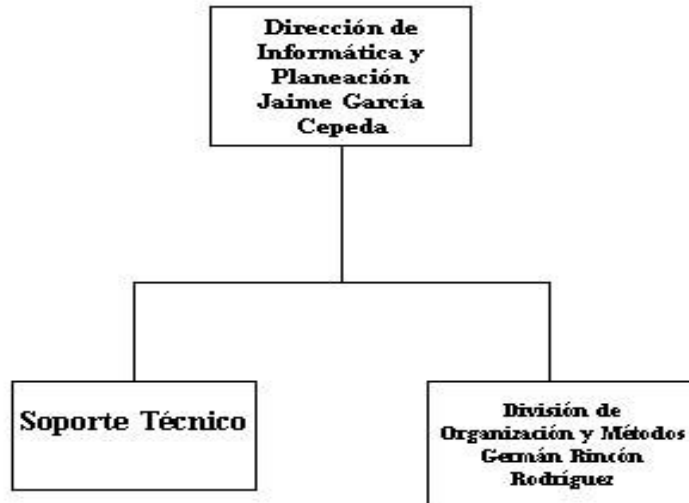 Dirección de
Informática y
Planeación
Jaime García
Cepeda
Soporte Técnico
División de
Organización y Métodos
Germán Rincón
Rodríguez